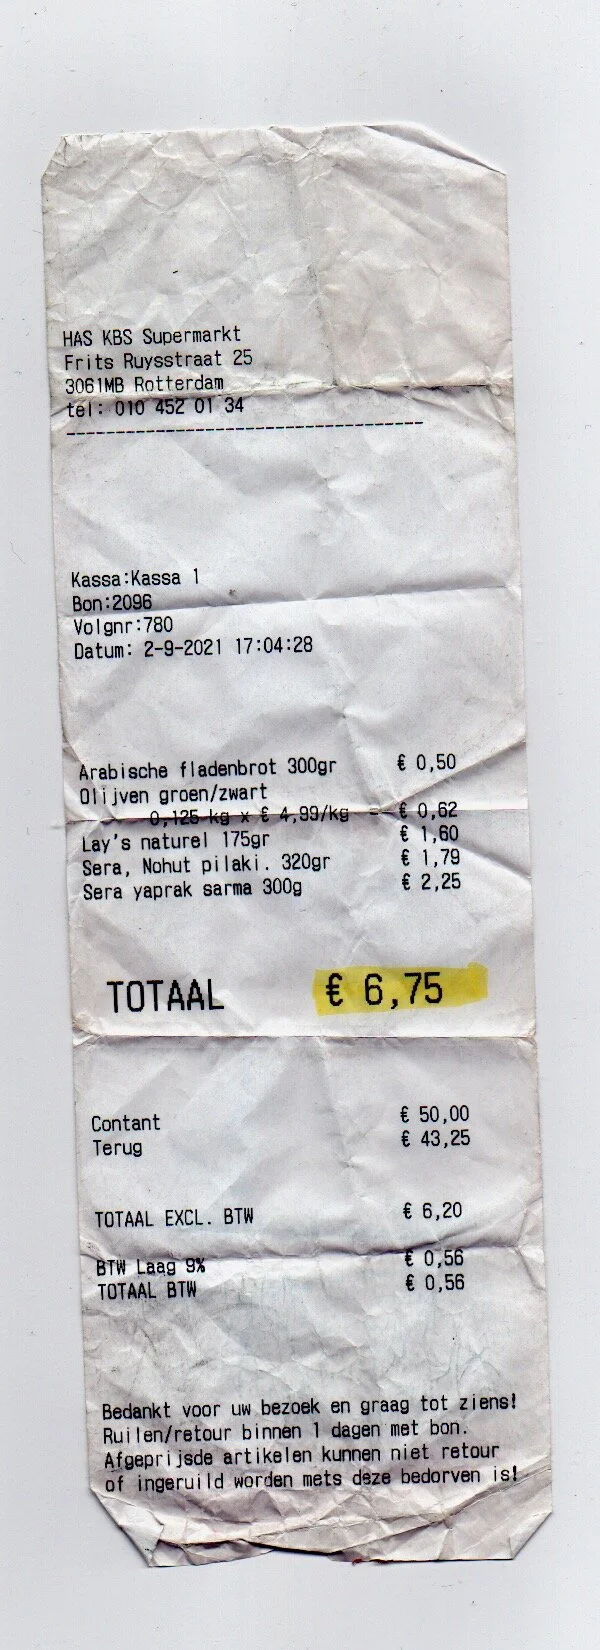 HAS KBS Supermarkt
Frits Ruysstraat 25
3061MB Rotterdam
tel: 010 452 01 34
------------------------------------
Kassa:Kassa 1
Bon:2096
Volgnr:780
Datum: 2-9-2021 17:04:28
Arabische fladenbrot 300gr € 0,50
Olijven groen/zwart
0,125 kg x € 4,99/kg = € 0,62
Lay's naturel 175gr € 1,60
Sera, Nohut pilaki. 320gr € 1,79
Sera yaprak sarma 300g € 2,25
TOTAAL € 6,75
Contant € 50,00
Terug € 43,25
TOTAAL EXCL. BTW € 6,20
BTW Laag 9% € 0,56
TOTAAL BTW € 0,56
Bedankt voor uw bezoek en graag tot ziens!
Ruilen/retour binnen 1 dagen met bon.
Afgeprijsde artikelen kunnen niet retour
of ingeruild worden mets deze bedorven is!